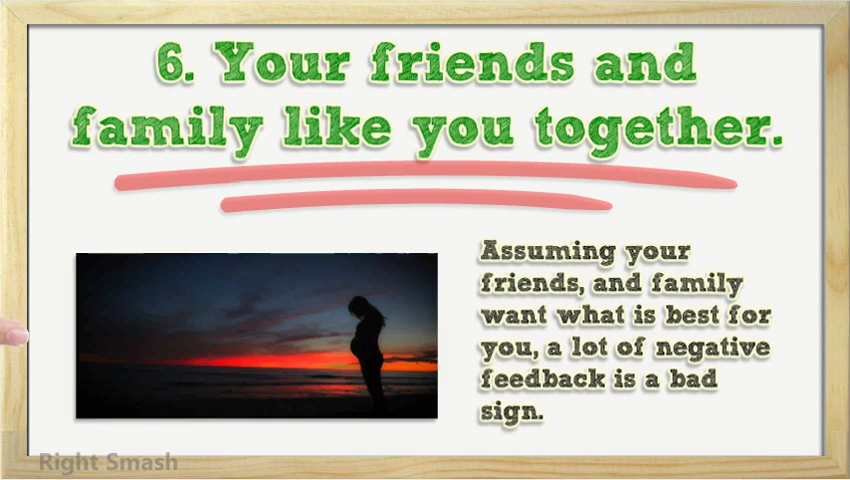 6. Your friends and
family like you together.
Assuming your
friends, and family
want what is best for
you, a lot of negative
feedback is a bad
sign.
Right Smash